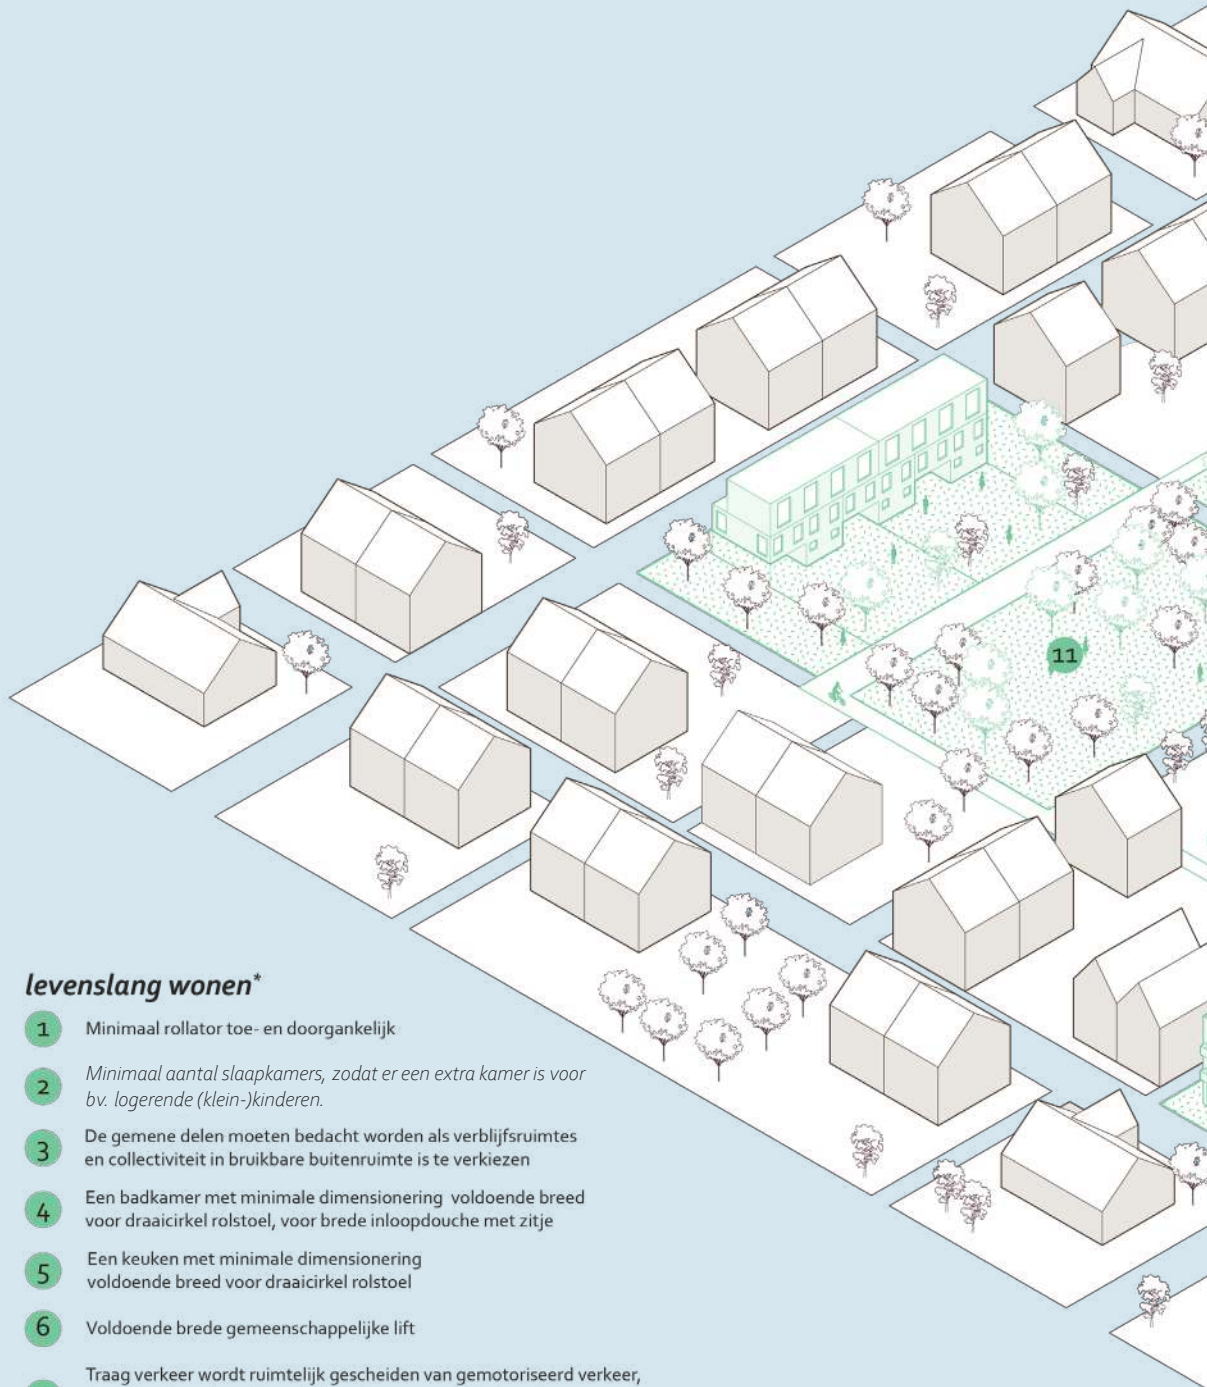 11
levenslang wonen*
1 Minimaal rollator toe- en doorgankelijk
2 Minimaal aantal slaapkamers, zodat er een extra kamer is voor
bv. logerende (klein-)kinderen.
3 De gemene delen moeten bedacht worden als verblijfsruimtes
en collectiviteit in bruikbare buitenruimte is te verkiezen
4 Een badkamer met minimale dimensionering voldoende breed
voor draaicirkel rolstoel, voor brede inloopdouche met zitje
5 Een keuken met minimale dimensionering
voldoende breed voor draaicirkel rolstoel
6 Voldoende brede gemeenschappelijke lift
Traag verkeer wordt ruimtelijk gescheiden van gemotoriseerd verkeer,